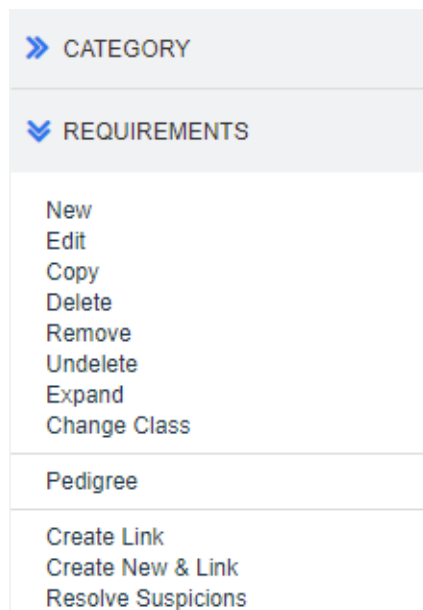 CATEGORY
REQUIREMENTS
New
Edit
Copy
Delete
Remove
Undelete
Expand
Change Class
Pedigree
Create Link
Create New & Link
Resolve Suspicions